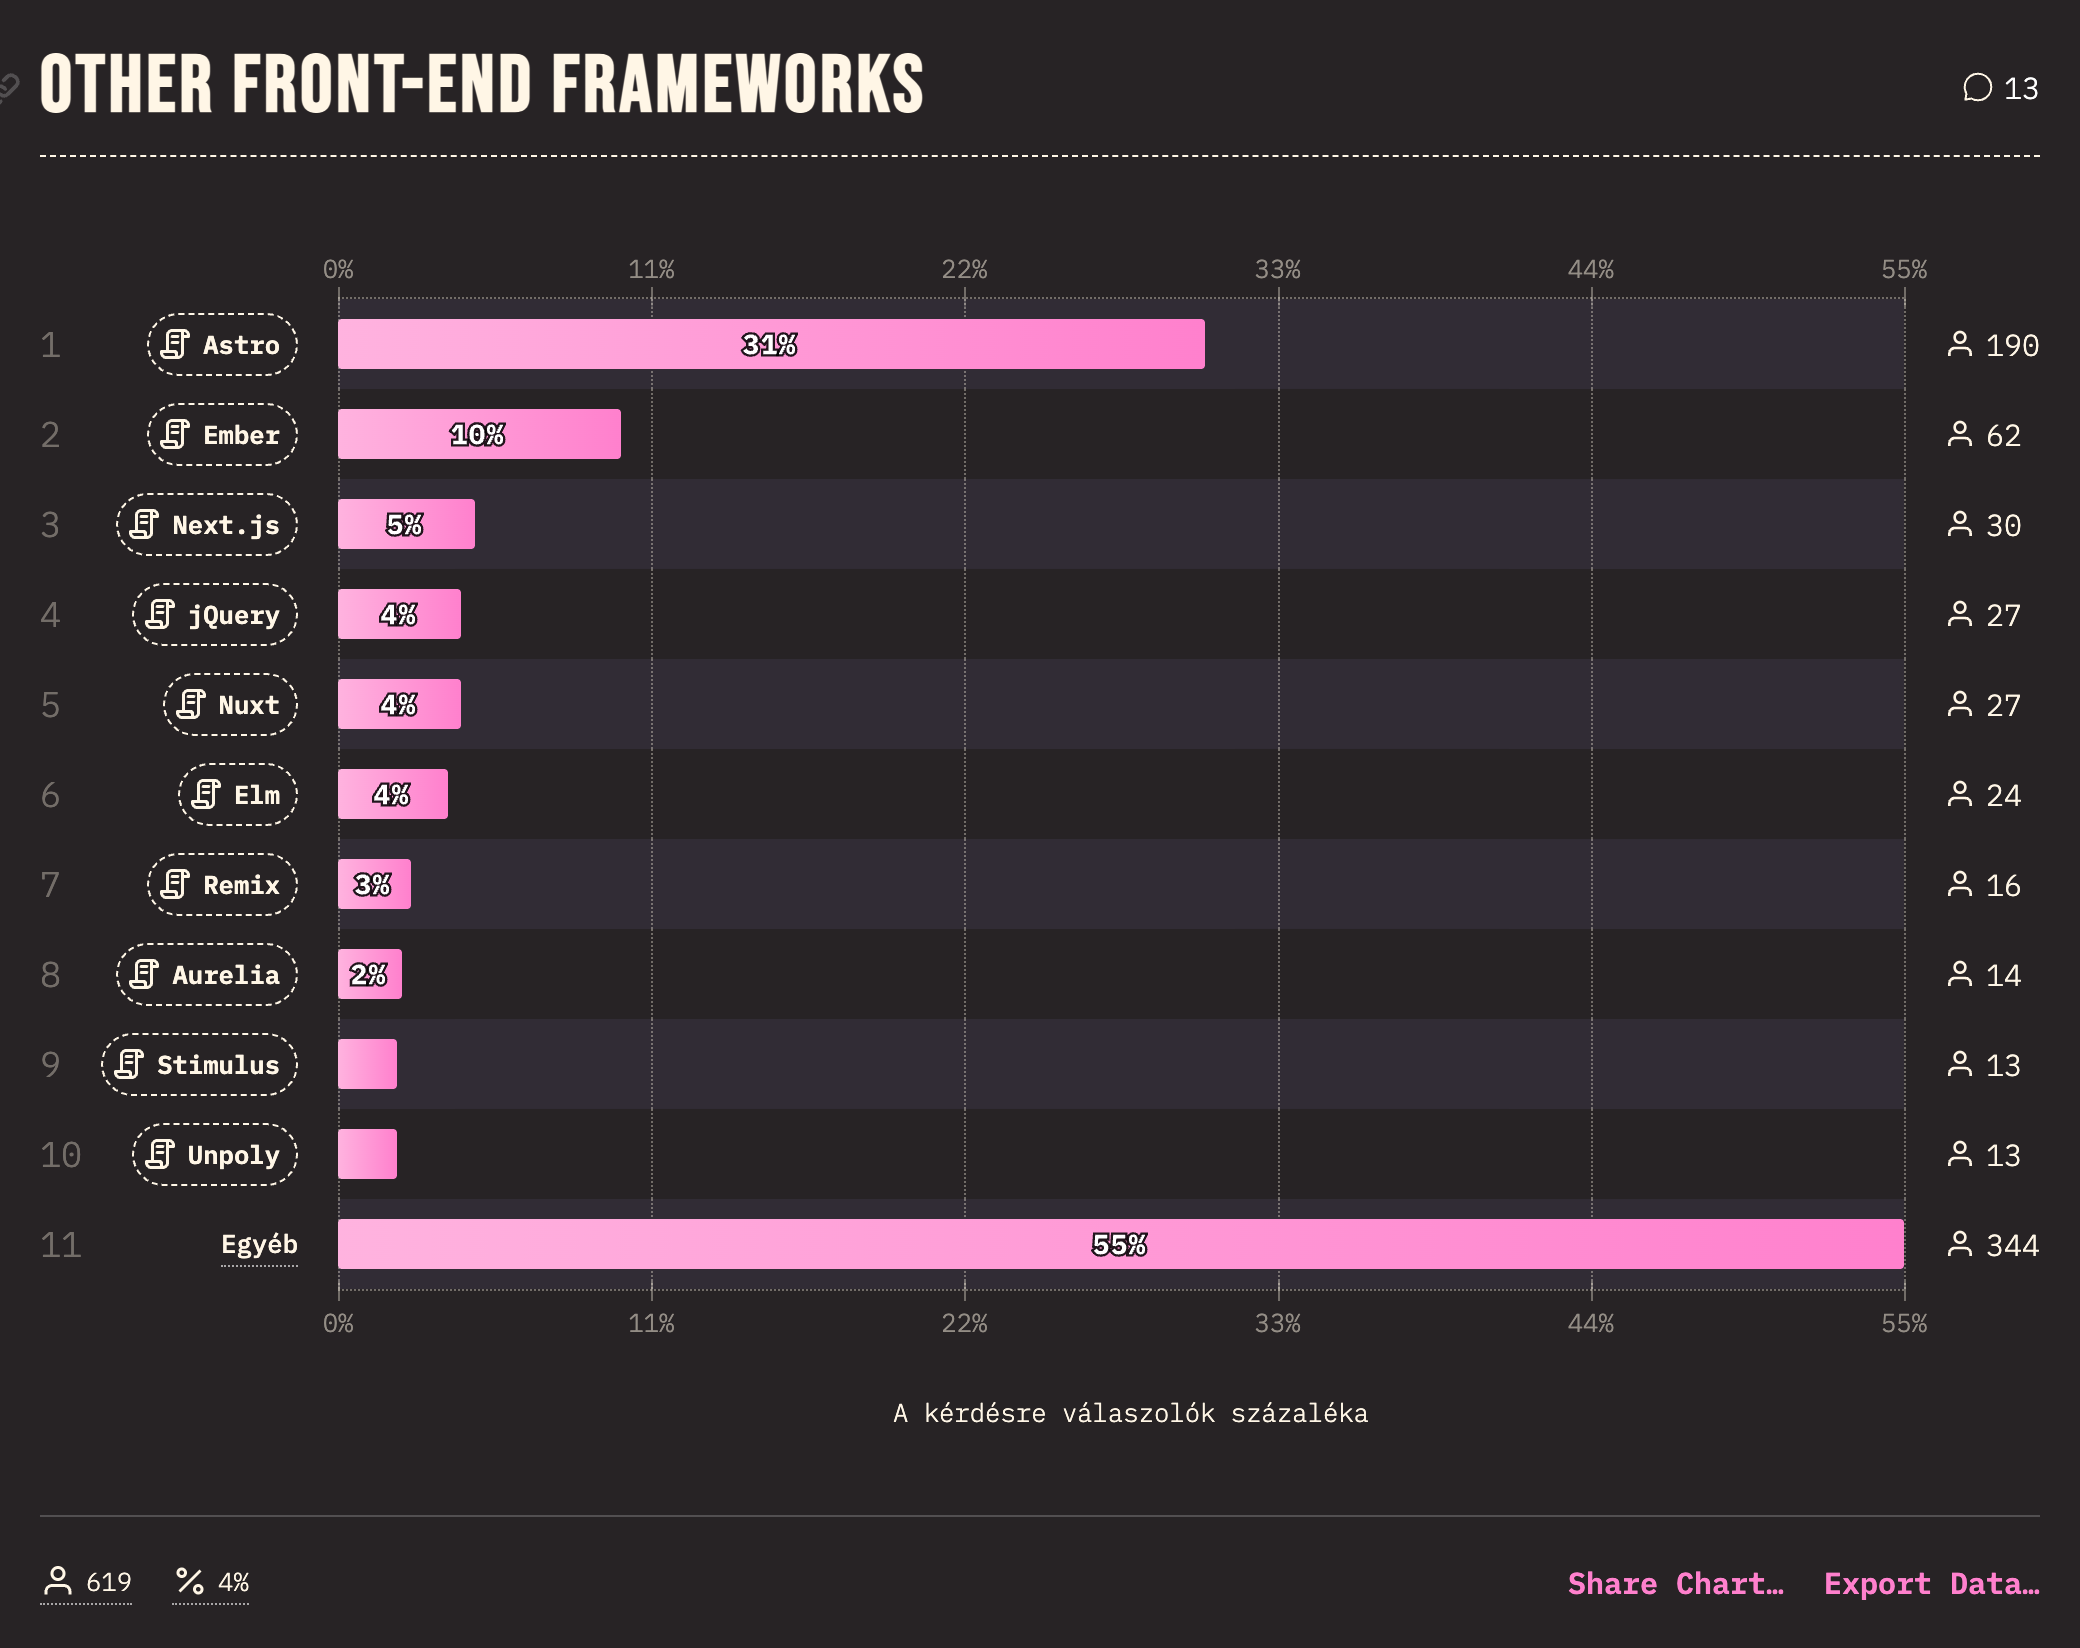 OTHER FRONT-END FRAMEWORKS
13
0% 11% 22% 33% 44% 55%
1 Astro 31% 190
2 Ember 10% 62
3 Next.js 5% 30
4 jQuery 4% 27
5 Nuxt 4% 27
6 Elm 4% 24
7 Remix 3% 16
8 Aurelia 2% 14
9 Stimulus 13
10 Unpoly 13
11 Egyéb 55% 344
0% 11% 22% 33% 44% 55%
A kérdésre válaszolók százaléka
619 4% Share Chart… Export Data…